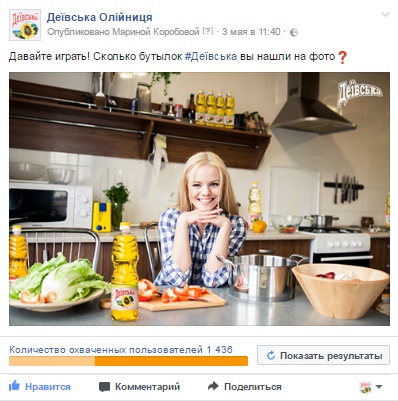 Деївська Олійниця
Опубликовано Мариной Коробовой [?] · 3 мая в 11:40 ·
Давайте играть! Сколько бутылок #Деївська вы нашли на фото❓
Деївська
Деївська
Количество охваченных пользователей 1 436
Показать результаты
Нравится Комментарий Поделиться